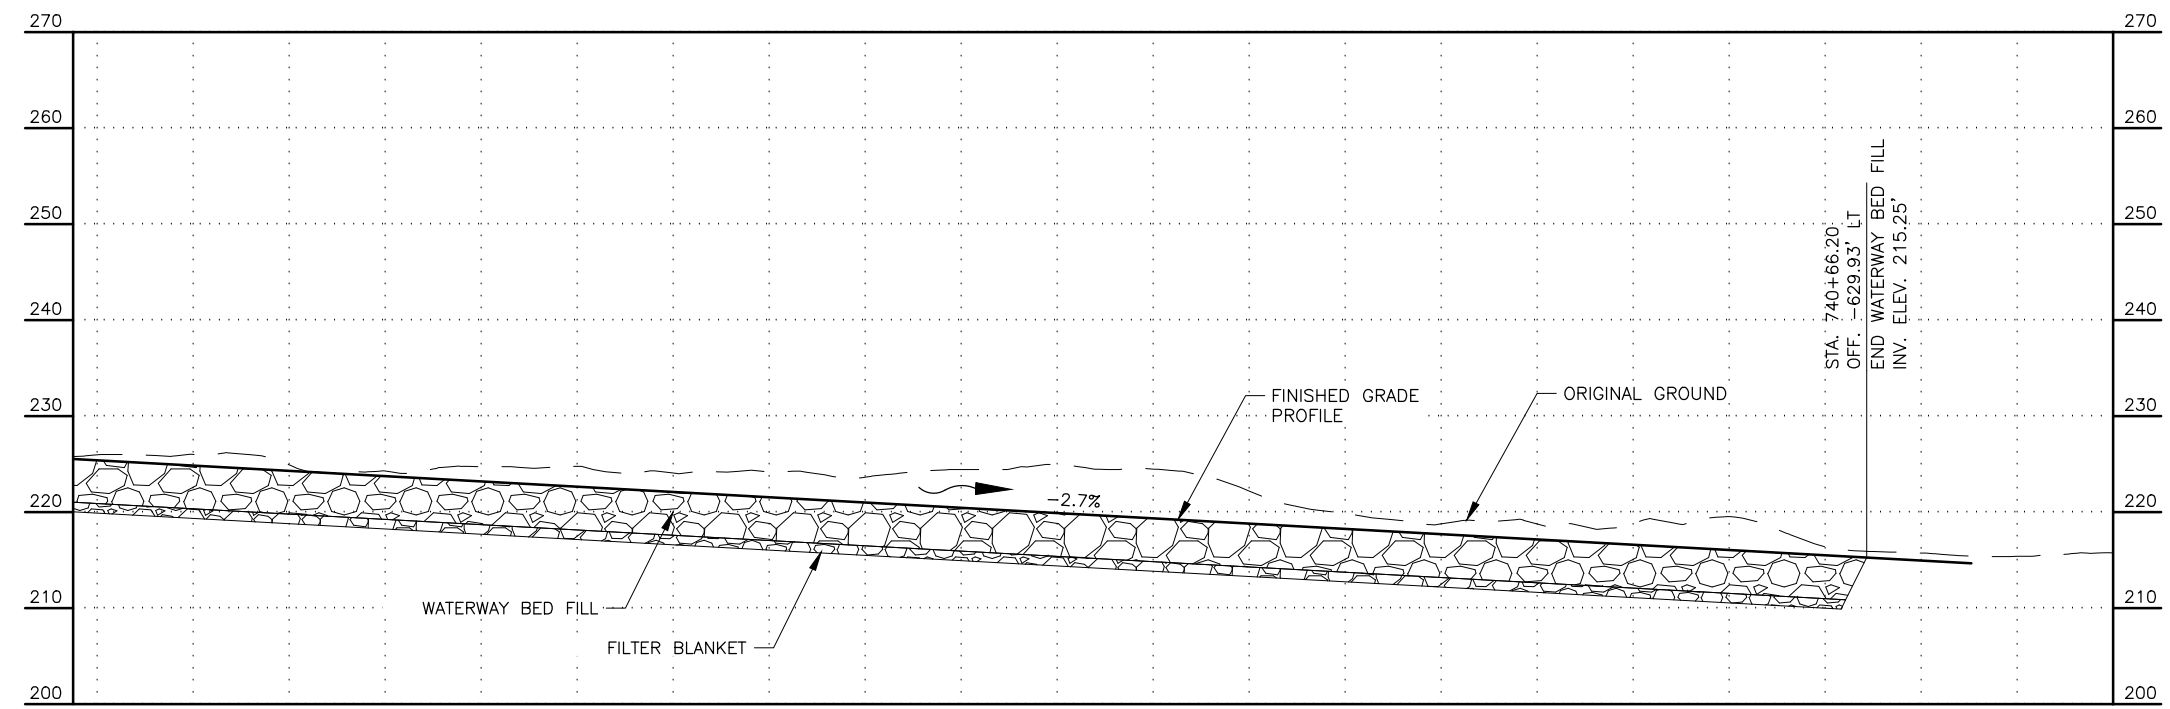 270
270
260
260
250
250
240
240
230
230
220
220
210
210
200
200
STA. 740+66.20
OFF. -629.93' LT
END WATERWAY BED FILL
INV. ELEV. 215.25'
FINISHED GRADE
PROFILE
ORIGINAL GROUND
-2.7%
WATERWAY BED FILL
FILTER BLANKET